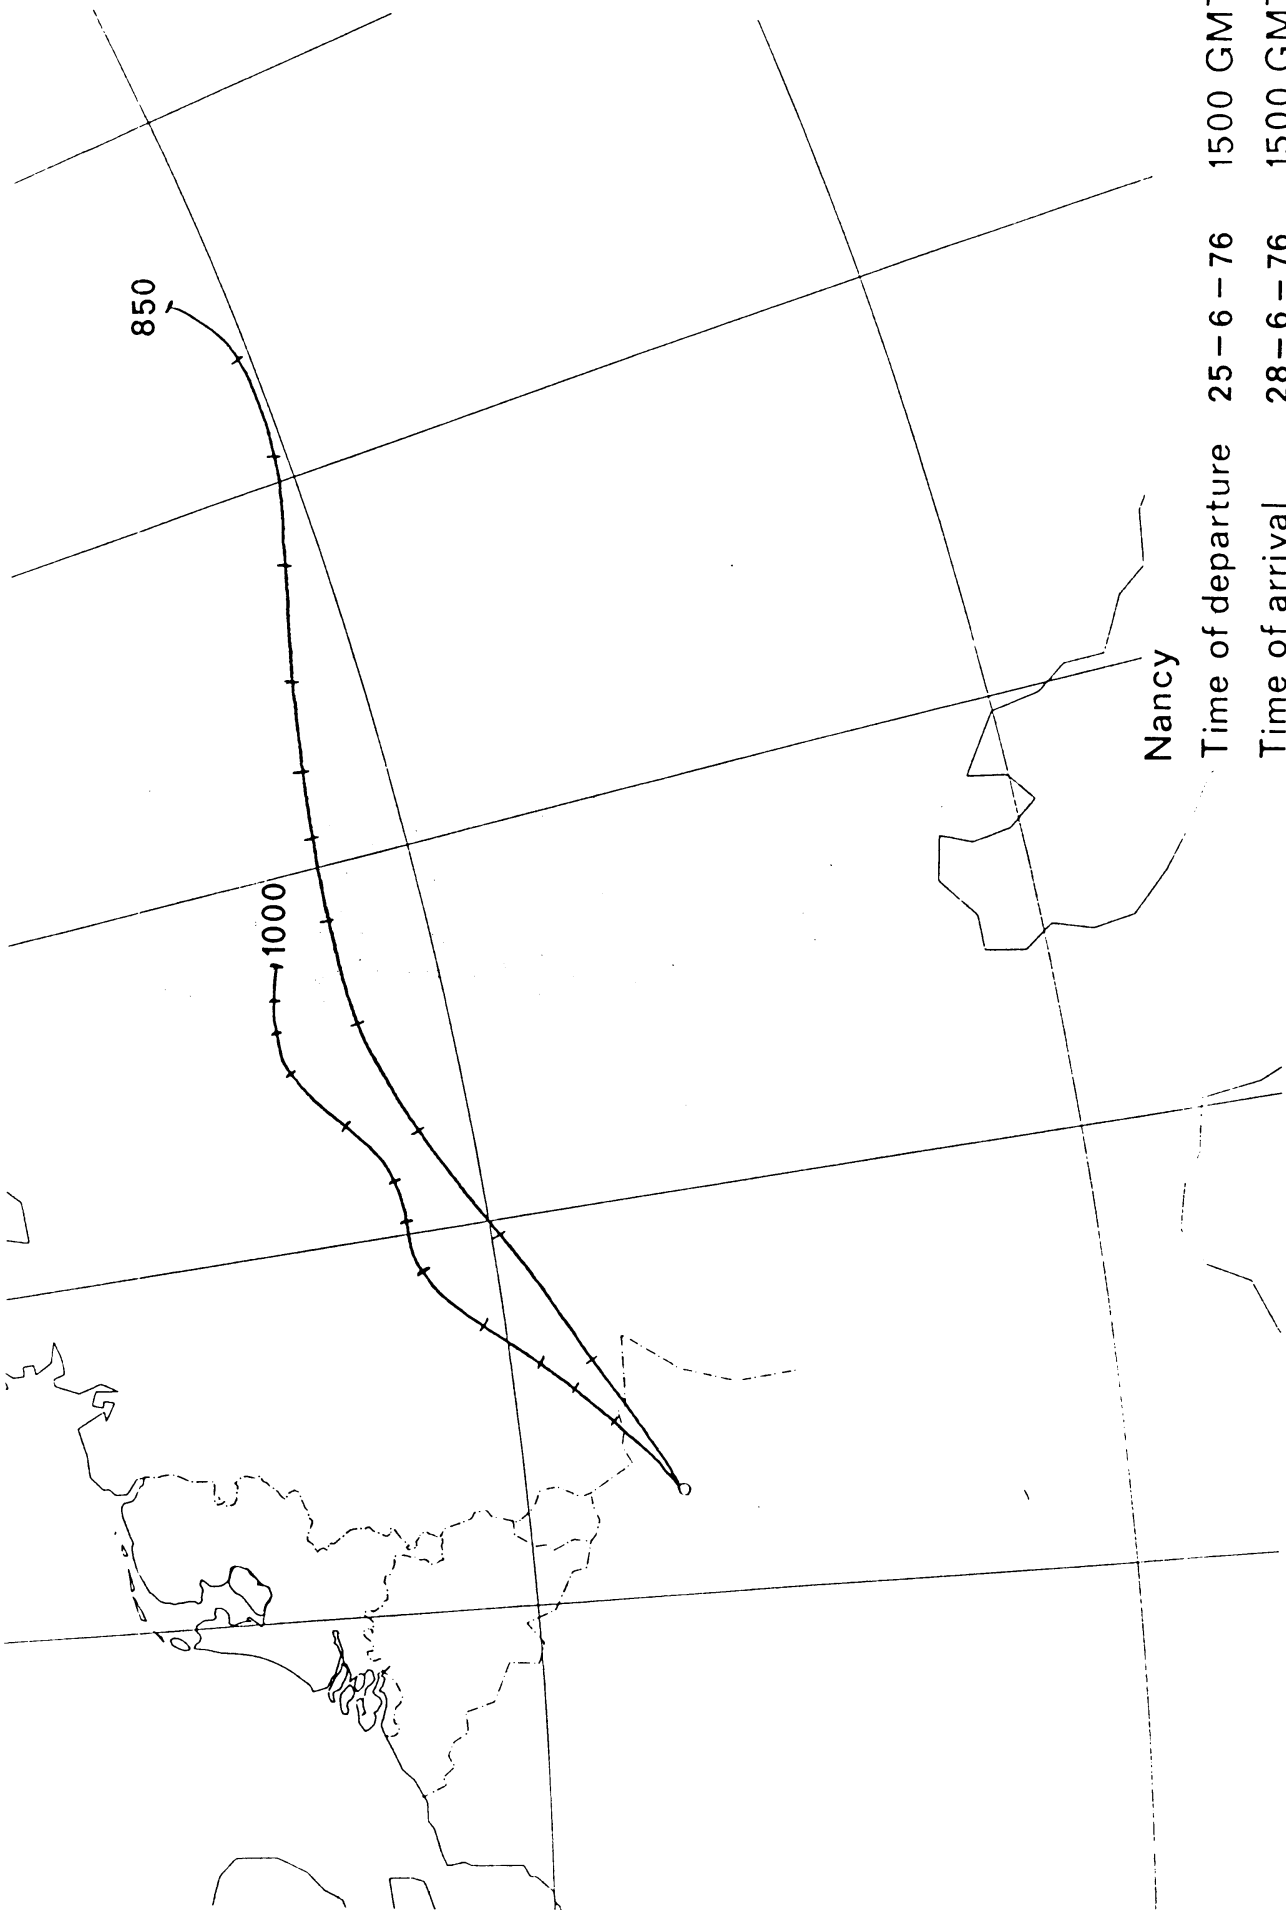 850
1000
Nancy
Time of departure 25-6-76 1500 GMT
Time of arrival 28-6-76 1500 GMT